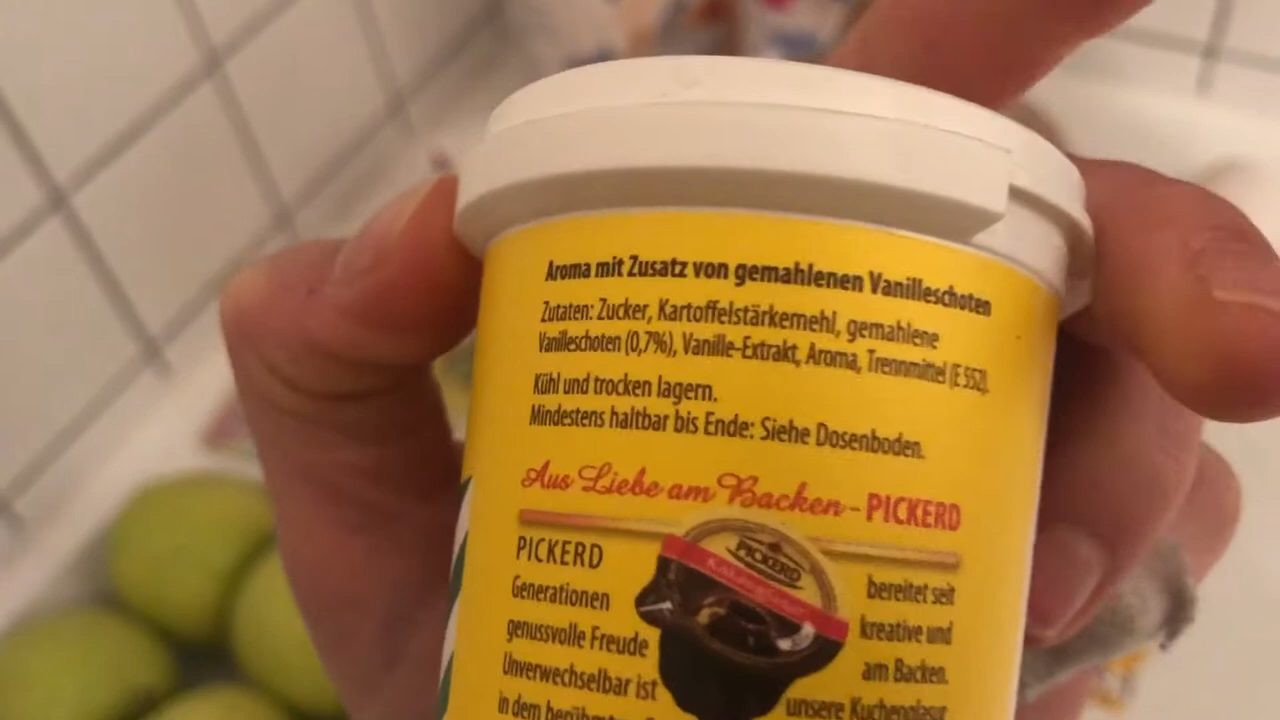 Aroma mit Zusatz von gemahlenen Vanilleschoten
Zutaten: Zucker, Kartoffelstärkemehl, gemahlene
Vanilleschoten (0,7%), Vanille-Extrakt, Aroma, Trennmittel (E 552).
Kühl und trocken lagern.
Mindestens haltbar bis Ende: Siehe Dosenboden.
Aus Liebe am Backen - PICKERD
PICKERD bereitet seit
Generationen kreative und
genussvolle Freude am Backen.
Unverwechselbar ist unsere Kuchenglasur
in dem
PICKERD